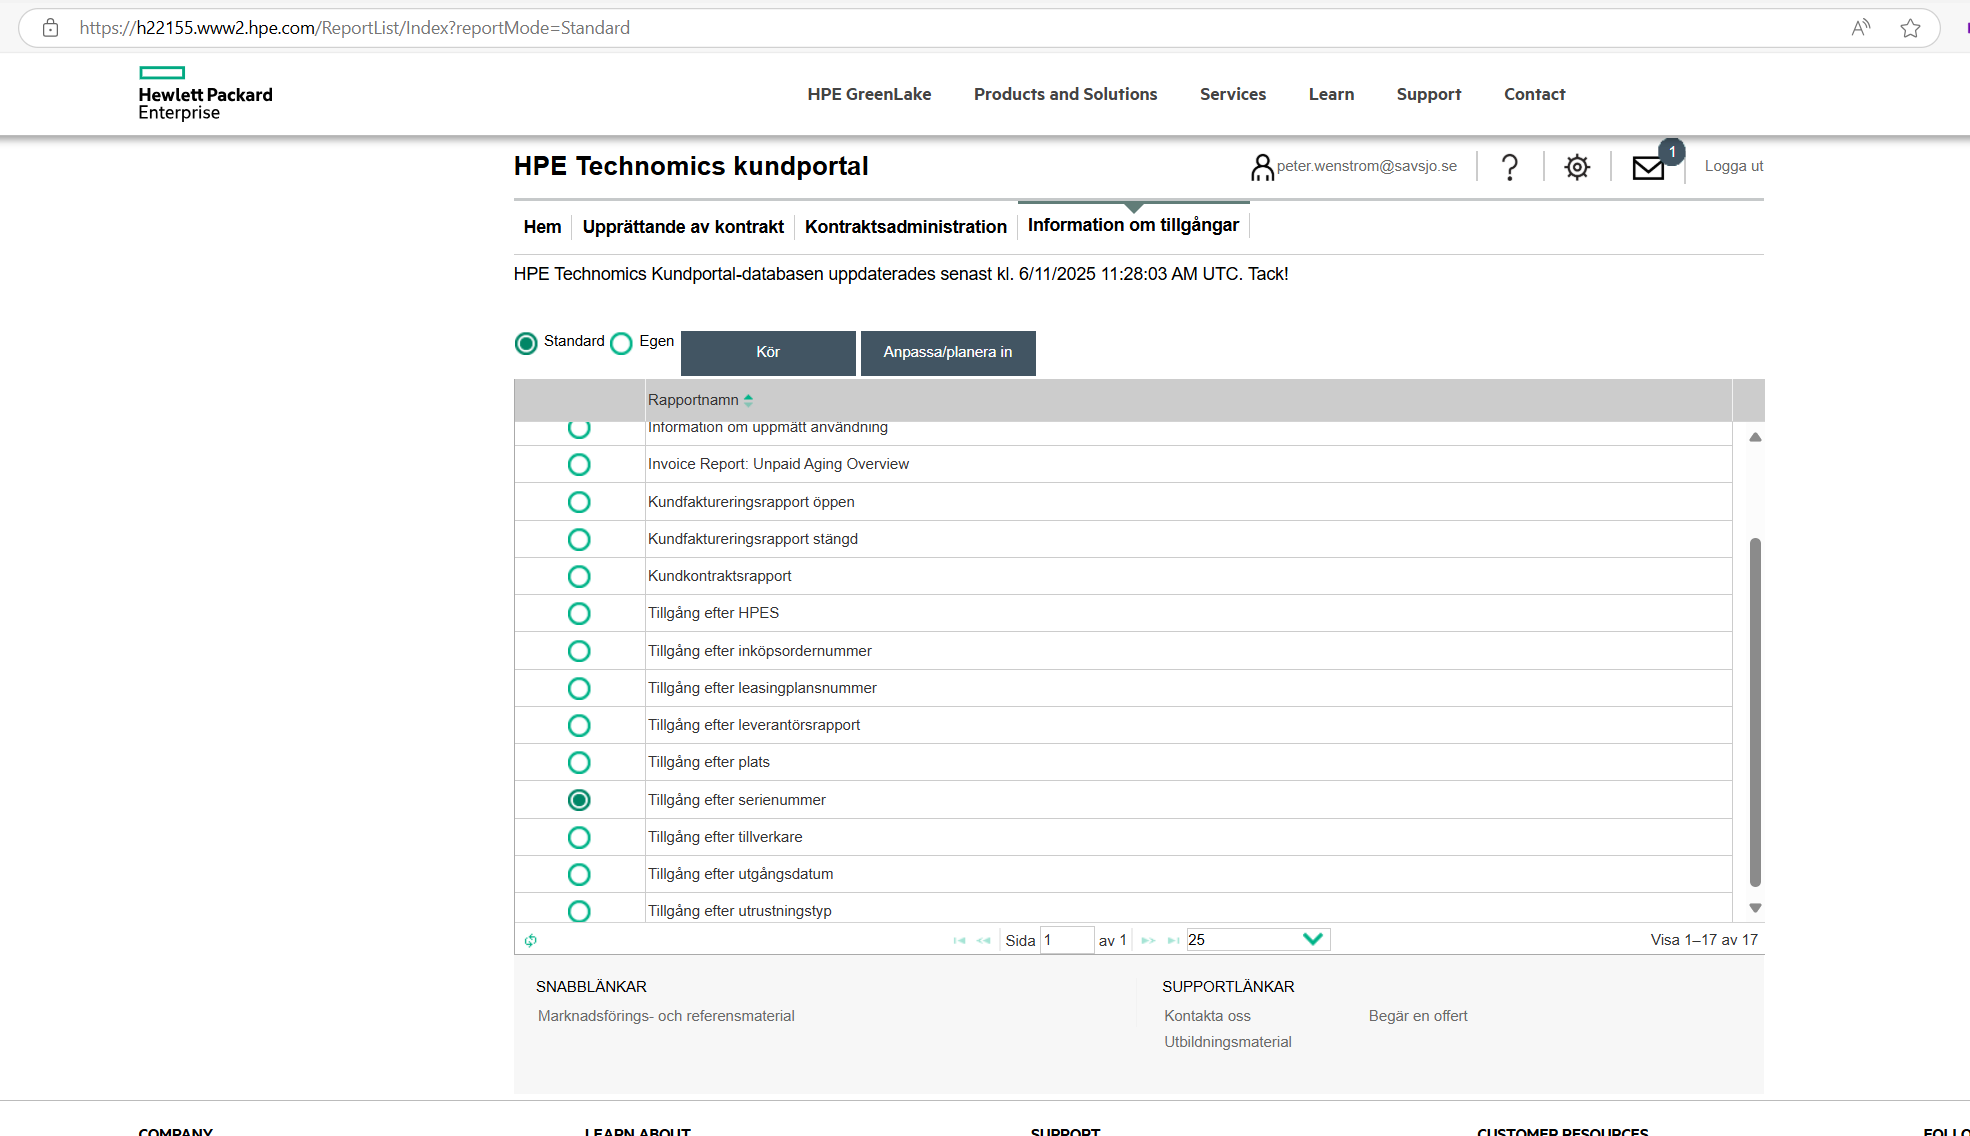 https://h22155.www2.hpe.com/ReportList/Index?reportMode=Standard
Hewlett Packard
Enterprise
HPE GreenLake Products and Solutions Services Learn Support Contact
HPE Technomics kundportal
peter.wenstrom@savsjo.se
1
Logga ut
Hem Upprättande av kontrakt Kontraktsadministration Information om tillgångar
HPE Technomics Kundportal-databasen uppdaterades senast kl. 6/11/2025 11:28:03 AM UTC. Tack!
Standard Egen Kör Anpassa/planera in
Rapportnamn
Information om uppmätt användning
Invoice Report: Unpaid Aging Overview
Kundfaktureringsrapport öppen
Kundfaktureringsrapport stängd
Kundkontraktsrapport
Tillgång efter HPES
Tillgång efter inköpsordernummer
Tillgång efter leasingplansnummer
Tillgång efter leverantörsrapport
Tillgång efter plats
Tillgång efter serienummer
Tillgång efter tillverkare
Tillgång efter utgångsdatum
Tillgång efter utrustningstyp
Sida 1 av 1 25 Visa 1–17 av 17
SNABBLÄNKAR
Marknadsförings- och referensmaterial
SUPPORTLÄNKAR
Kontakta oss Begär en offert
Utbildningsmaterial
COMPANY LEARN ABOUT SUPPORT CUSTOMER RESOURCES FOLLO